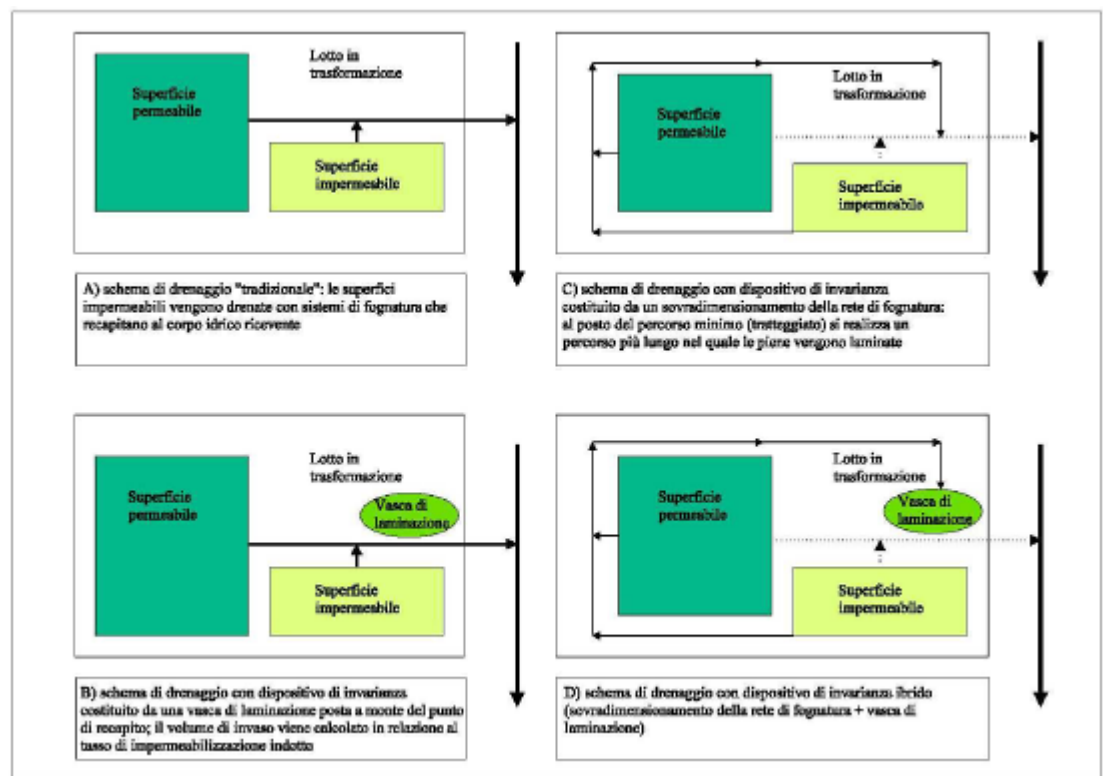 Lotto in
trasformazione
Superficie
permeabile
Superficie
impermeabile
A) schema di drenaggio "tradizionale": le superfici
impermeabili vengono drenate con sistemi di fognatura che
recapitano al corpo idrico ricevente
Lotto in
trasformazione
Superficie
permeabile
Superficie
impermeabile
C) schema di drenaggio con dispositivo di invarianza
costituito da un sovradimensionamento della rete di fognatura:
al posto del percorso minimo (tratteggiato) si realizza un
percorso più lungo nel quale le piene vengono laminate
Lotto in
trasformazione
Superficie
permeabile
Vasca di
laminazione
Superficie
impermeabile
B) schema di drenaggio con dispositivo di invarianza
costituito da una vasca di laminazione posta a monte del punto
di recapito; il volume di invaso viene calcolato in relazione al
tasso di impermeabilizzazione indotto
Lotto in
trasformazione
Superficie
permeabile
Vasca di
laminazione
Superficie
impermeabile
D) schema di drenaggio con dispositivo di invarianza ibrido
(sovradimensionamento della rete di fognatura + vasca di
laminazione)